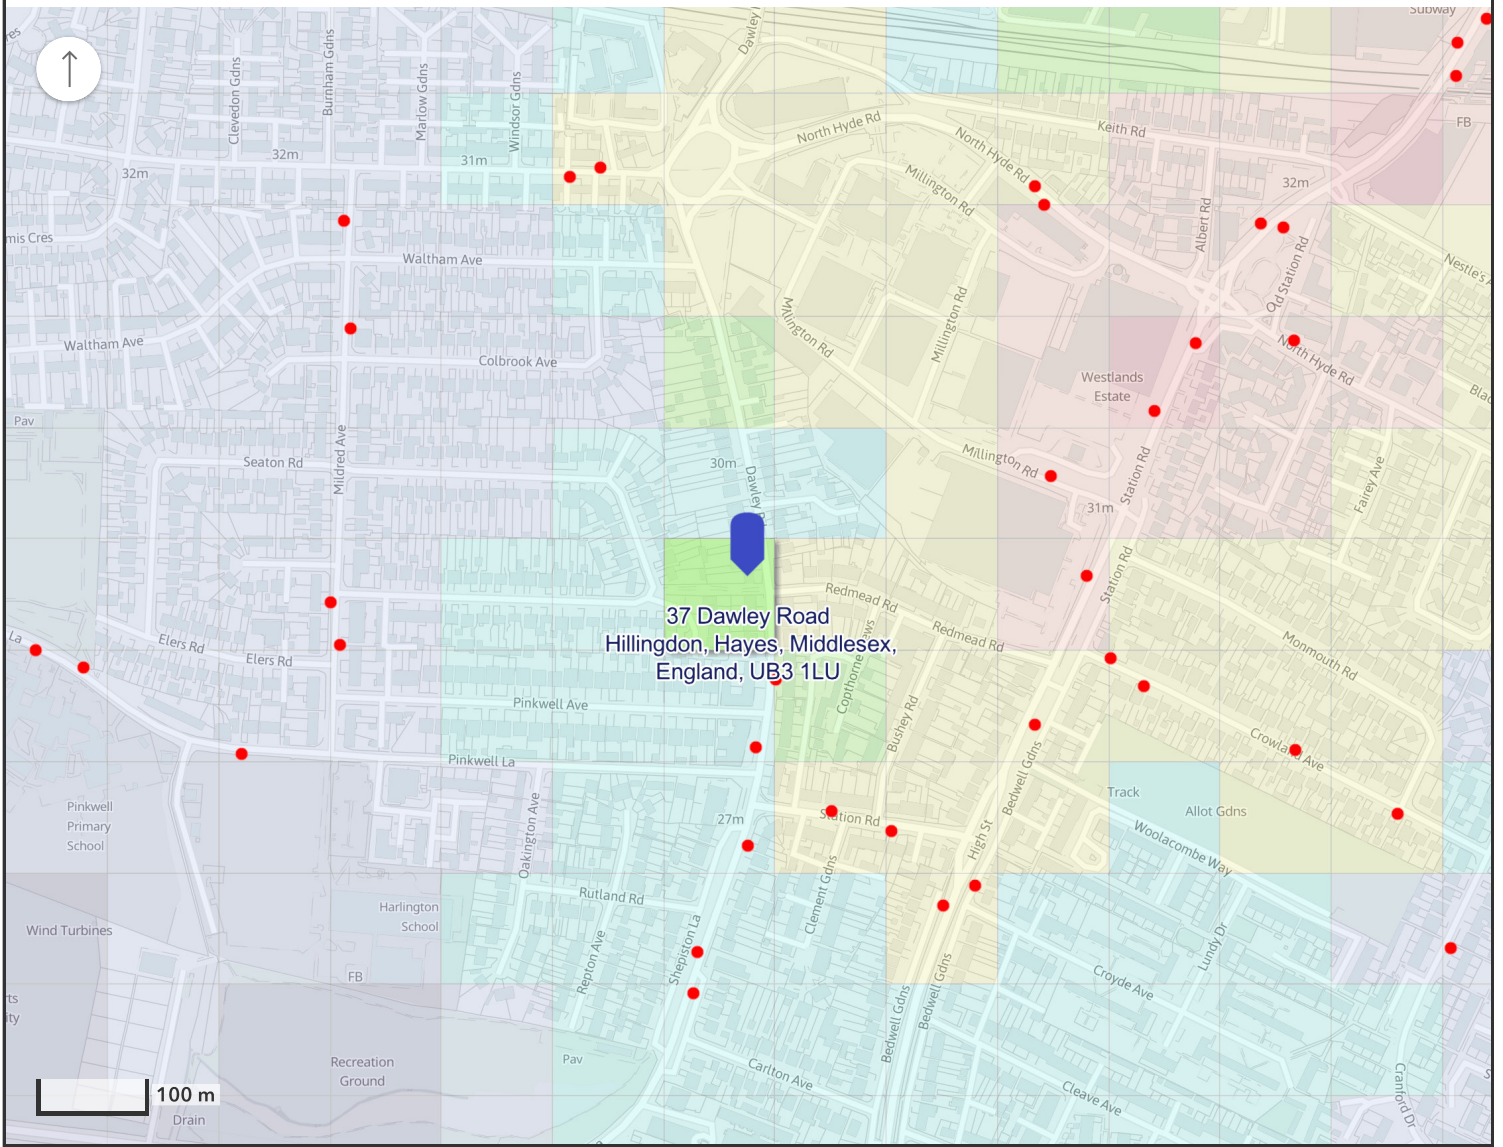 Subway
Dawley
Clevedon Gdns
Burnham Gdns
Marlow Gdns
Windsor Gdns
North Hyde Rd
Keith Rd
FB
North Hyde Rd
32m
31m
32m
Millington Rd
32m
mis Cres
Albert Rd
Waltham Ave
Old Station Rd
Nestle's A
Millington Rd
Millington Rd
Waltham Ave
Colbrook Ave
North Hyde Rd
Westlands
Estate
Pav
Seaton Rd
Mildred Ave
30m
Dawley
Millington Rd
Station Rd
Fairey Ave
31m
Station Rd
Redmead Rd
37 Dawley Road
Hillingdon, Hayes, Middlesex,
England, UB3 1LU
La
Elers Rd
Elers Rd
Redmead Rd
Monmouth Rd
Copthorne Mews
Pinkwell Ave
Bushey Rd
Crowland Ave
Pinkwell La
Bedwell Gdns
Pinkwell
Primary
School
Track
Allot Gdns
27m
Station Rd
Oakington Ave
High St
Woolacombe Way
Rutland Rd
Clement Gdns
Harlington
School
Wind Turbines
Shepiston La
Repton Ave
Lundy Dr
FB
Croyde Ave
Bedwell Gdns
Bedwell Gdns
rts
ity
Recreation
Ground
Pav
Carlton Ave
Cleave Ave
Cranford Dr
100 m
Drain